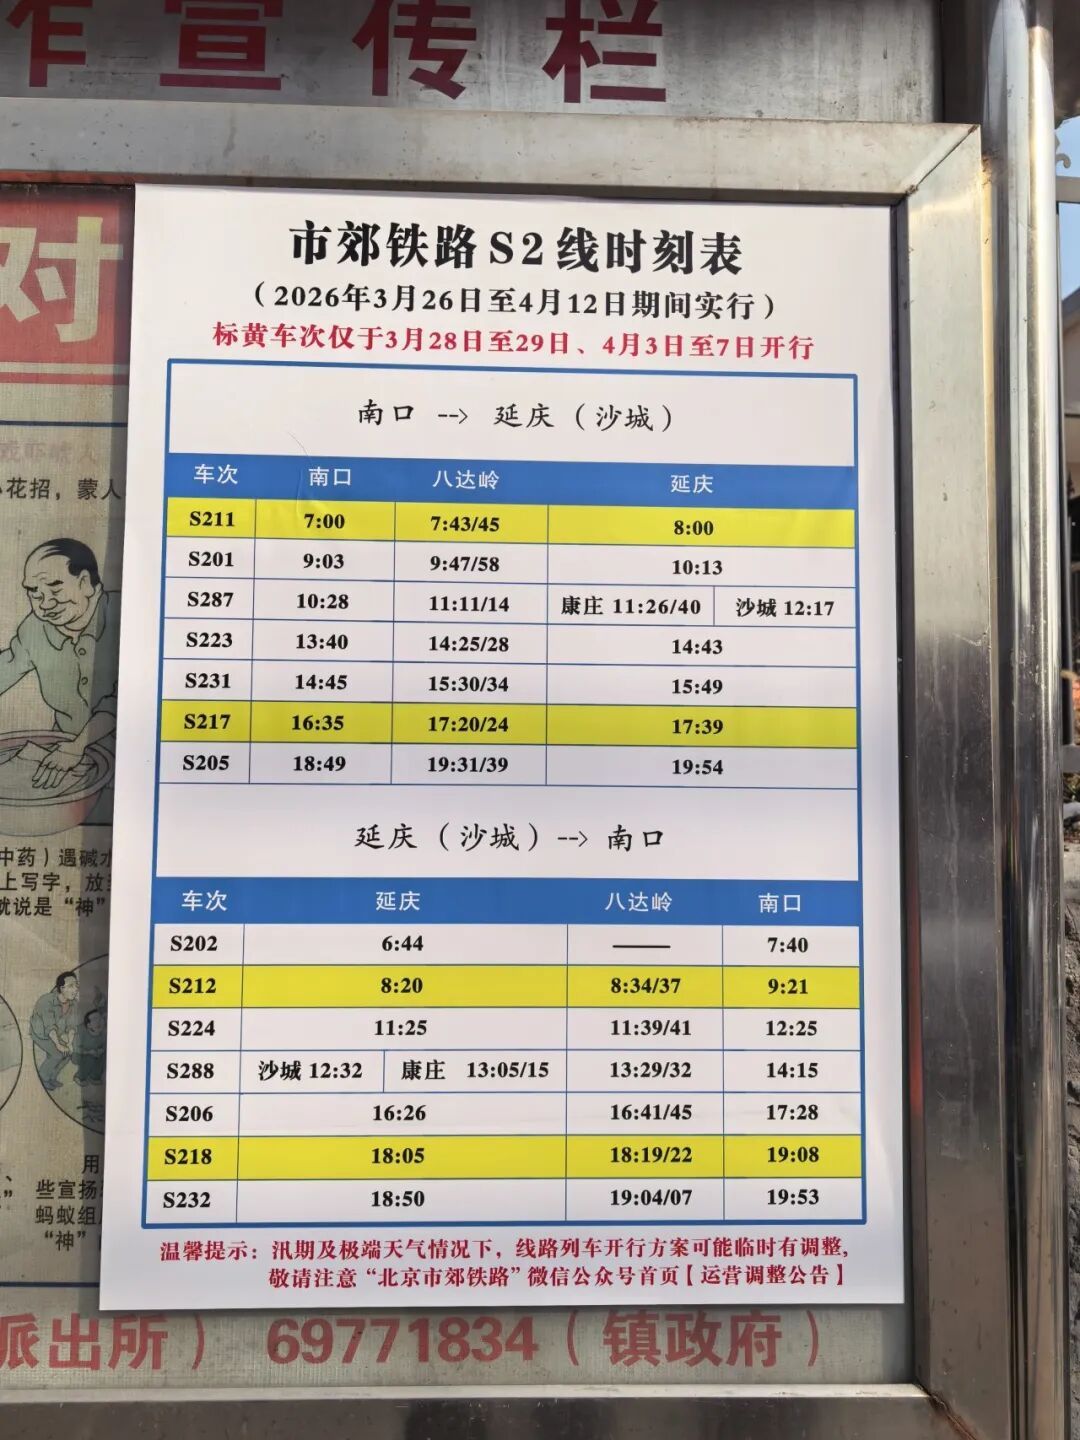 作宣传栏
对
市郊铁路S2线时刻表
（2026年3月26日至4月12日期间实行）
标黄车次仅于3月28日至29日、4月3日至7日开行
南口 --> 延庆（沙城）
车次 南口 八达岭 延庆
S211 7:00 7:43/45 8:00
S201 9:03 9:47/58 10:13
S287 10:28 11:11/14 康庄 11:26/40 沙城 12:17
S223 13:40 14:25/28 14:43
S231 14:45 15:30/34 15:49
S217 16:35 17:20/24 17:39
S205 18:49 19:31/39 19:54
延庆（沙城）--> 南口
车次 延庆 八达岭 南口
S202 6:44 —— 7:40
S212 8:20 8:34/37 9:21
S224 11:25 11:39/41 12:25
S288 沙城 12:32 康庄 13:05/15 13:29/32 14:15
S206 16:26 16:41/45 17:28
S218 18:05 18:19/22 19:08
S232 18:50 19:04/07 19:53
温馨提示：汛期及极端天气情况下，线路列车开行方案可能临时有调整，
敬请注意“北京市郊铁路”微信公众号首页【运营调整公告】
花招，蒙人
中药）遇碱水
上写字，放
就说是“神”
用
些宣扬
蚂蚁组
“神”
派出所） 69771834（镇政府）